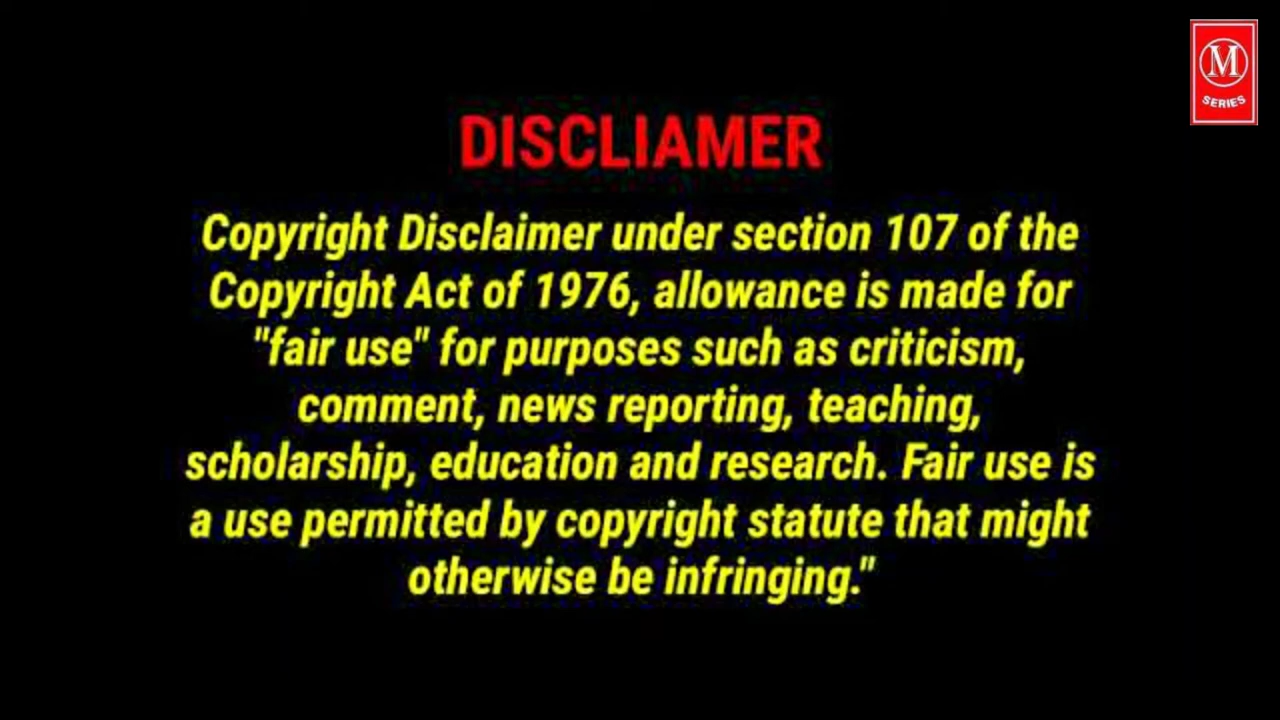 M
SERIES
DISCLIAMER
Copyright Disclaimer under section 107 of the
Copyright Act of 1976, allowance is made for
"fair use" for purposes such as criticism,
comment, news reporting, teaching,
scholarship, education and research. Fair use is
a use permitted by copyright statute that might
otherwise be infringing."